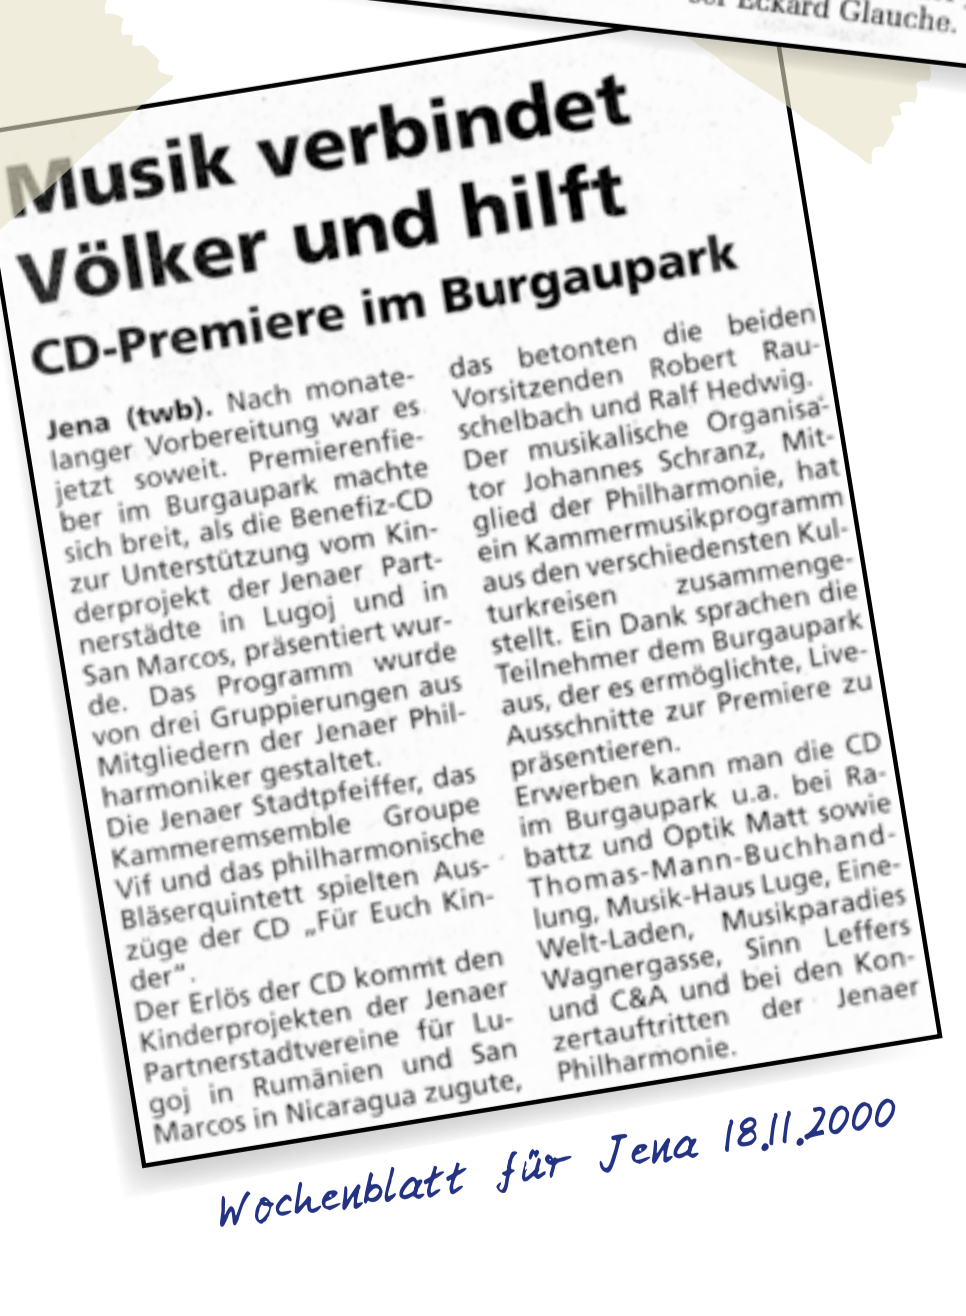 Eckard Glauche.
Musik verbindet
Völker und hilft
CD-Premiere im Burgaupark
Jena (twb). Nach monate-
langer Vorbereitung war es
jetzt soweit. Premierenfie-
ber im Burgaupark machte
sich breit, als die Benefiz-CD
zur Unterstützung vom Kin-
derprojekt der Jenaer Part-
nerstädte in Lugoj und in
San Marcos, präsentiert wur-
de. Das Programm wurde
von drei Gruppierungen aus
Mitgliedern der Jenaer Phil-
harmoniker gestaltet.
Die Jenaer Stadtpfeiffer, das
Kammeremsemble Groupe
Vif und das philharmonische
Bläserquintett spielten Aus-
züge der CD „Für Euch Kin-
der“.
Der Erlös der CD kommt den
Kinderprojekten der Jenaer
Partnerstadtvereine für Lu-
goj in Rumänien und San
Marcos in Nicaragua zugute,
das betonten die beiden
Vorsitzenden Robert Rau-
schelbach und Ralf Hedwig.
Der musikalische Organisa-
tor Johannes Schranz, Mit-
glied der Philharmonie, hat
ein Kammermusikprogramm
aus den verschiedensten Kul-
turkreisen zusammenge-
stellt. Ein Dank sprachen die
Teilnehmer dem Burgaupark
aus, der es ermöglichte, Live-
Ausschnitte zur Premiere zu
präsentieren.
Erwerben kann man die CD
im Burgaupark u.a. bei Ra-
battz und Optik Matt sowie
Thomas-Mann-Buchhand-
lung, Musik-Haus Luge, Eine-
Welt-Laden, Musikparadies
Wagnergasse, Sinn Leffers
und C&A und bei den Kon-
zertauftritten der Jenaer
Philharmonie.
Wochenblatt für Jena 18.11.2000